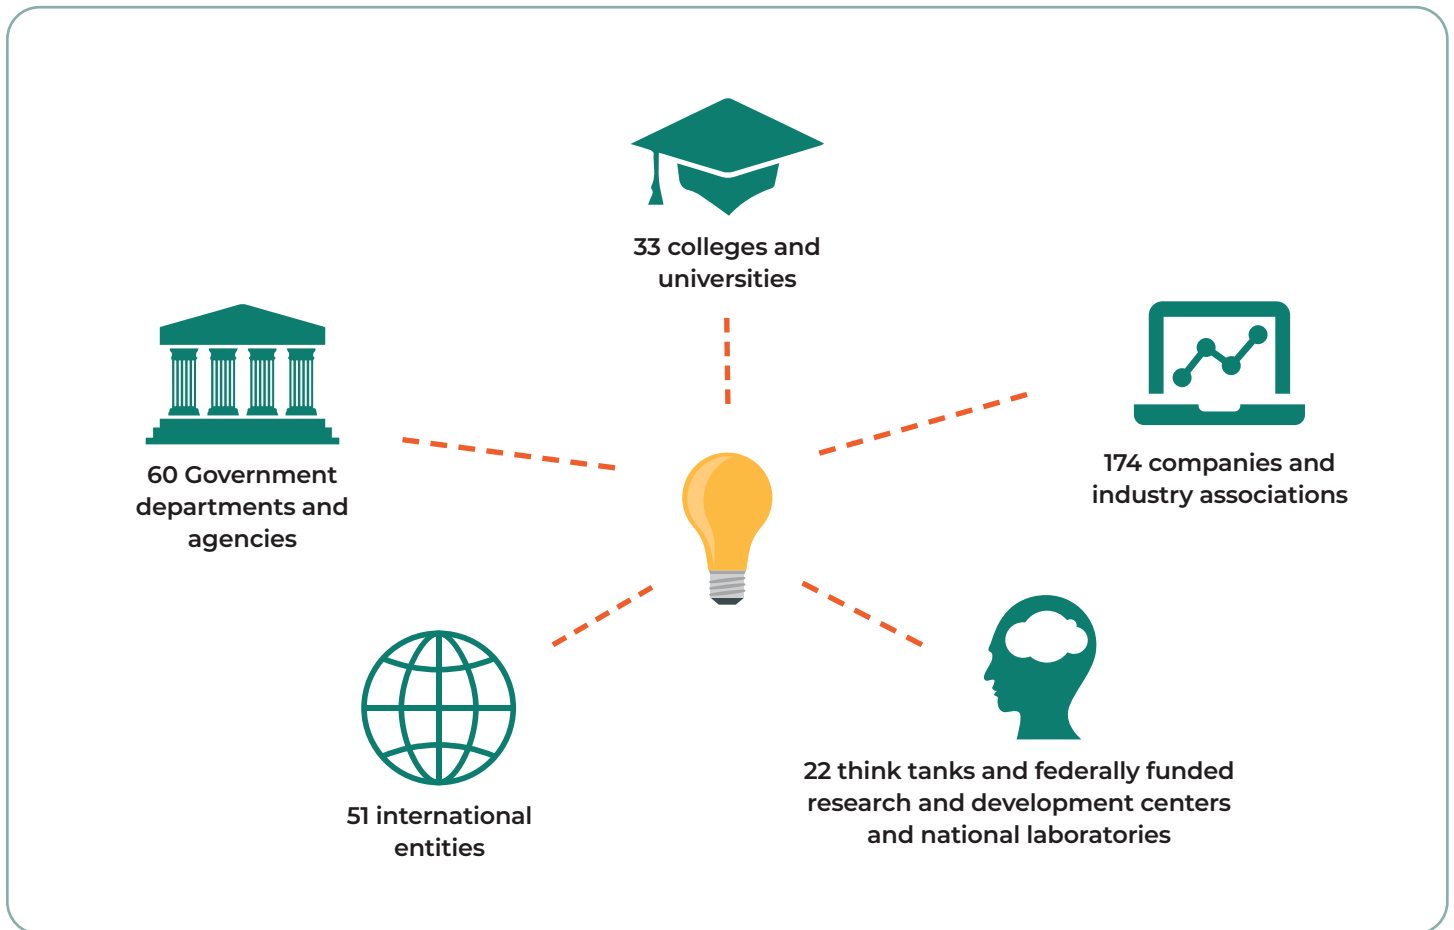 33 colleges and
universities
174 companies and
industry associations
60 Government
departments and
agencies
22 think tanks and federally funded
research and development centers
and national laboratories
51 international
entities